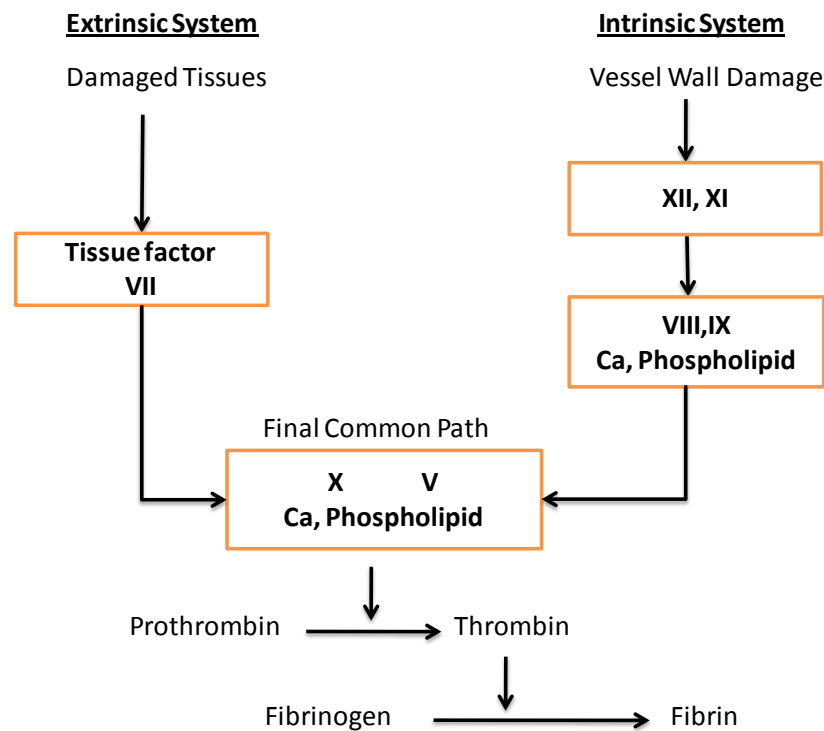 Extrinsic System
Intrinsic System
Damaged Tissues
Vessel Wall Damage
XII, XI
Tissue factor
VII
VIII,IX
Ca, Phospholipid
Final Common Path
X V
Ca, Phospholipid
Prothrombin
Thrombin
Fibrinogen
Fibrin